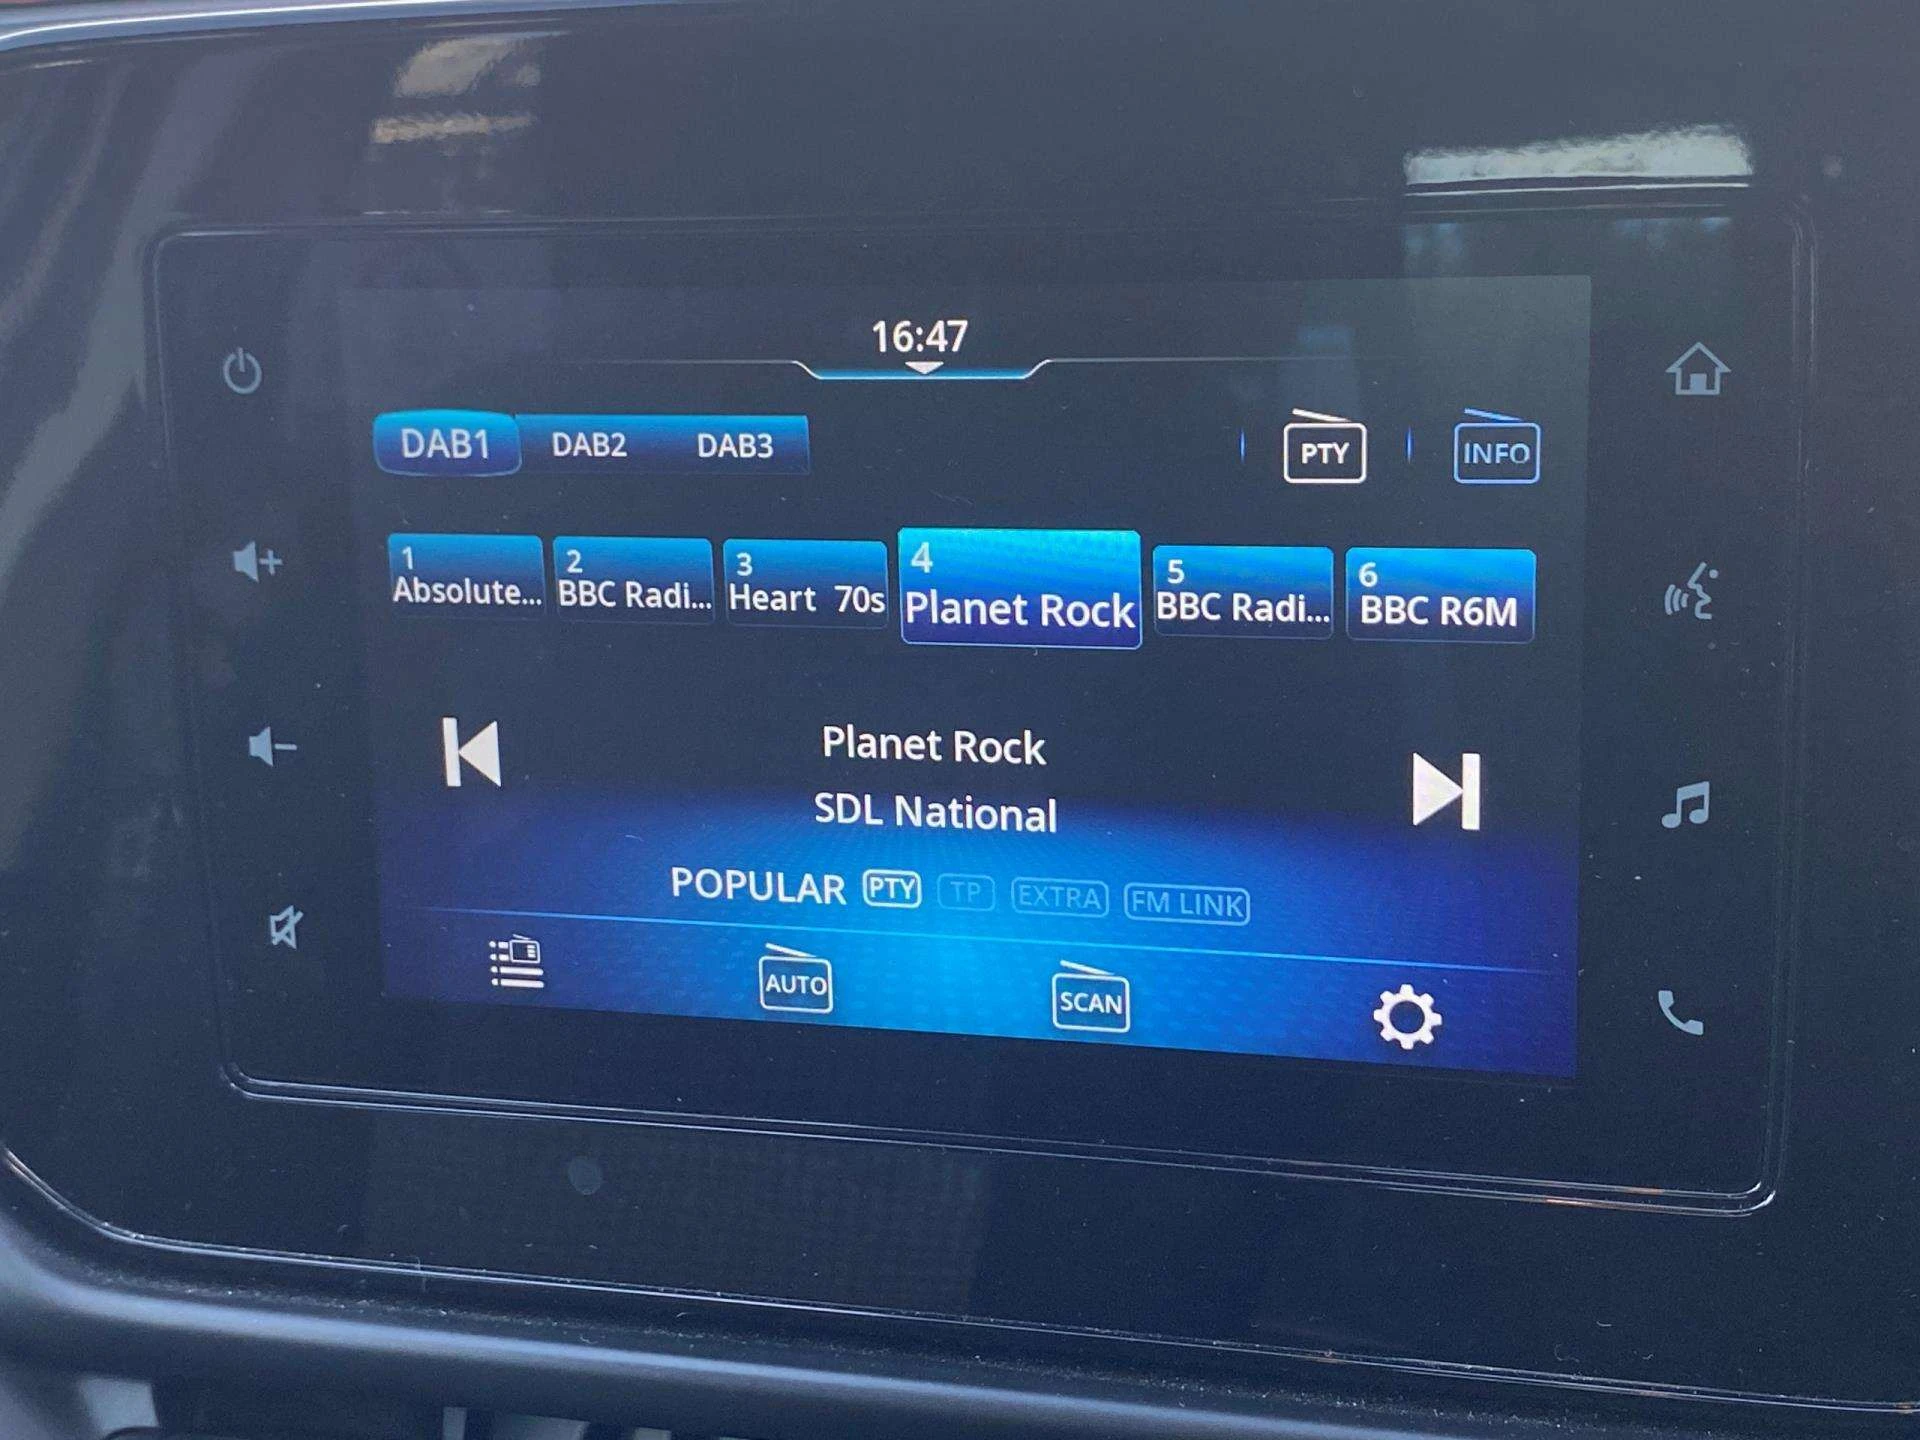 16:47
DAB1 DAB2 DAB3 PTY INFO
1 2 3 4 5 6
Absolute... BBC Radi... Heart 70s Planet Rock BBC Radi... BBC R6M
Planet Rock
SDL National
POPULAR PTY TP EXTRA FM LINK
AUTO SCAN